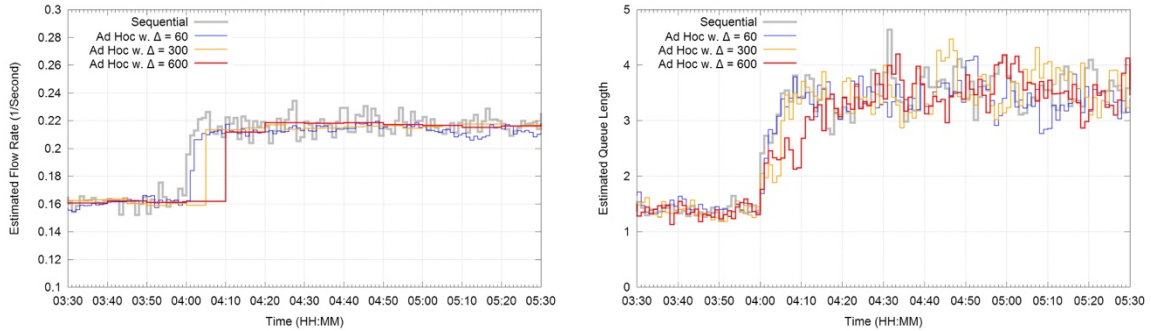 Sequential
Ad Hoc w. Δ = 60
Ad Hoc w. Δ = 300
Ad Hoc w. Δ = 600
Estimated Flow Rate (1/Second)
0.3
0.28
0.26
0.24
0.22
0.2
0.18
0.16
0.14
0.12
0.1
03:30 03:40 03:50 04:00 04:10 04:20 04:30 04:40 04:50 05:00 05:10 05:20 05:30
Time (HH:MM)
Sequential
Ad Hoc w. Δ = 60
Ad Hoc w. Δ = 300
Ad Hoc w. Δ = 600
Estimated Queue Length
5
4
3
2
1
0
03:30 03:40 03:50 04:00 04:10 04:20 04:30 04:40 04:50 05:00 05:10 05:20 05:30
Time (HH:MM)